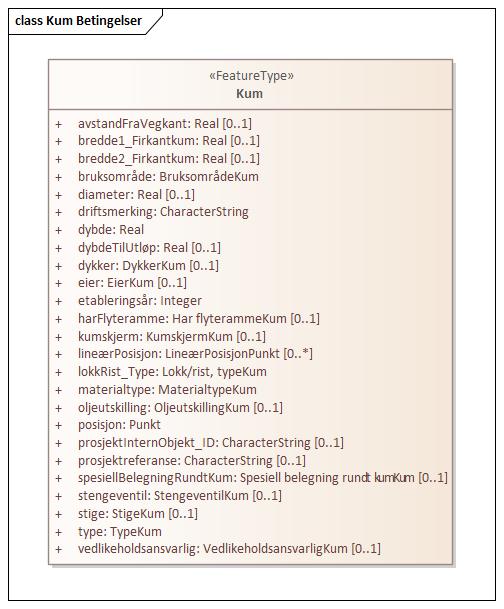 class Kum Betingelser
«FeatureType»
Kum
+ avstandFraVegkant: Real [0..1]
+ bredde1_Firkantkum: Real [0..1]
+ bredde2_Firkantkum: Real [0..1]
+ bruksområde: BruksområdeKum
+ diameter: Real [0..1]
+ driftsmerking: CharacterString
+ dybde: Real
+ dybdeTilUtløp: Real [0..1]
+ dykker: DykkerKum [0..1]
+ eier: EierKum [0..1]
+ etableringsår: Integer
+ harFlyteramme: Har flyterammeKum [0..1]
+ kumskjerm: KumskjermKum [0..1]
+ lineærPosisjon: LineærPosisjonPunkt [0..*]
+ lokkRist_Type: Lokk/rist, typeKum
+ materialtype: MaterialtypeKum
+ oljeutskilling: OljeutskillingKum [0..1]
+ posisjon: Punkt
+ prosjektInternObjekt_ID: CharacterString [0..1]
+ prosjektreferanse: CharacterString [0..1]
+ spesiellBelegningRundtKum: Spesiell belegning rundt kumKum [0..1]
+ stengeventil: StengeventilKum [0..1]
+ stige: StigeKum [0..1]
+ type: TypeKum
+ vedlikeholdsansvarlig: VedlikeholdsansvarligKum [0..1]